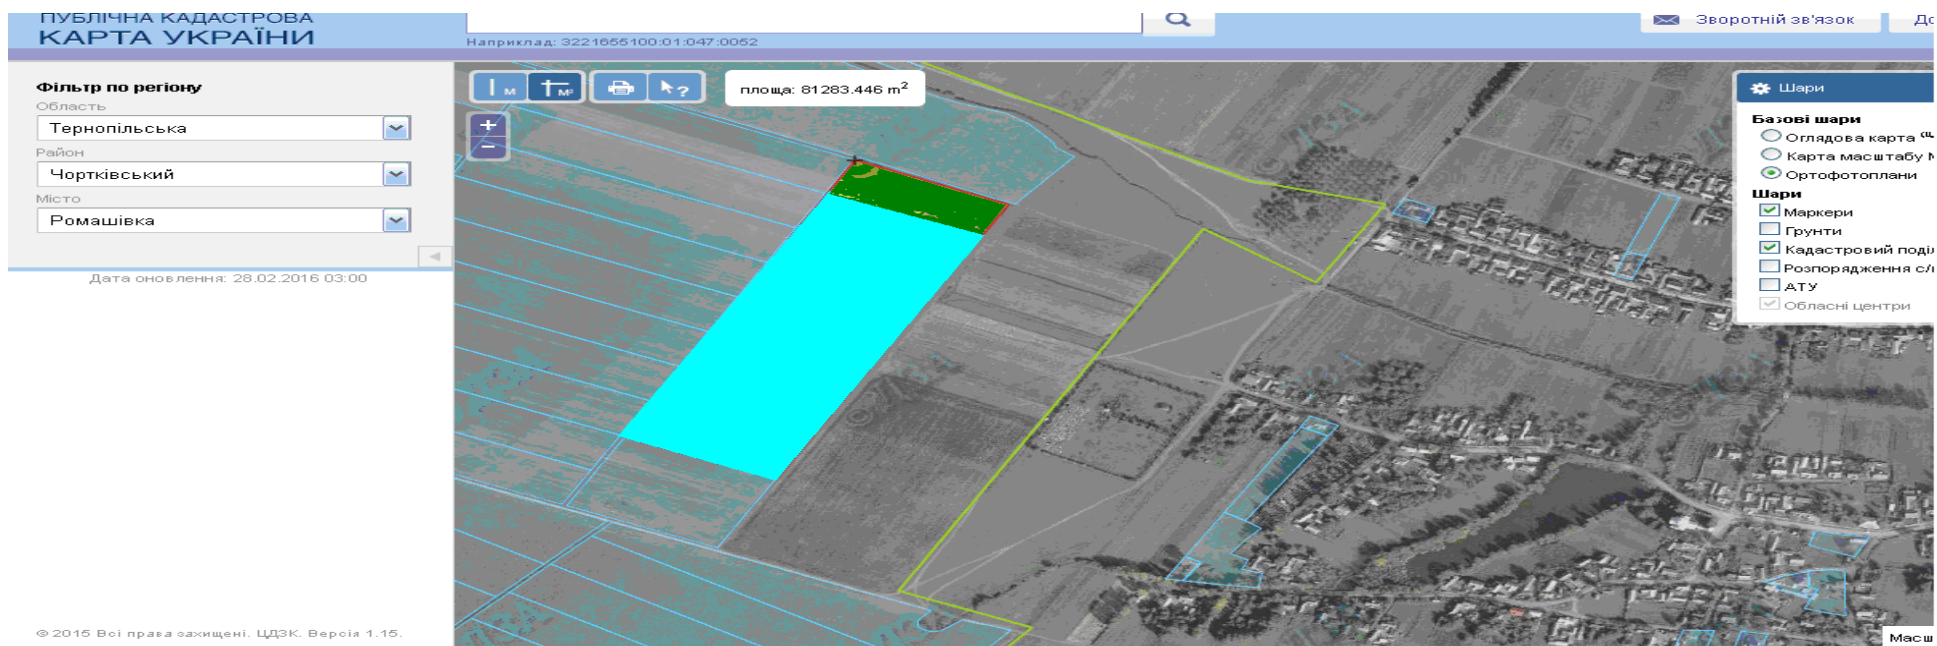 ПУБЛІЧНА КАДАСТРОВА
КАРТА УКРАЇНИ
Наприклад: 3221655100:01:047:0052
Зворотній зв'язок
До
Фільтр по регіону
Область
Тернопільська
Район
Чортківський
Місто
Ромашівка
Дата оновлення: 28.02.2016 03:00
м
м²
?
площа: 81283.446 m²
+
−
Шари
Базові шари
Оглядова карта
Карта масштабу
Ортофотоплани
Шари
Маркери
Грунти
Кадастровий поділ
Розпорядження с/г
АТУ
Обласні центри
© 2015 Всі права захищені. ЦДЗК. Версія 1.15.
Масш